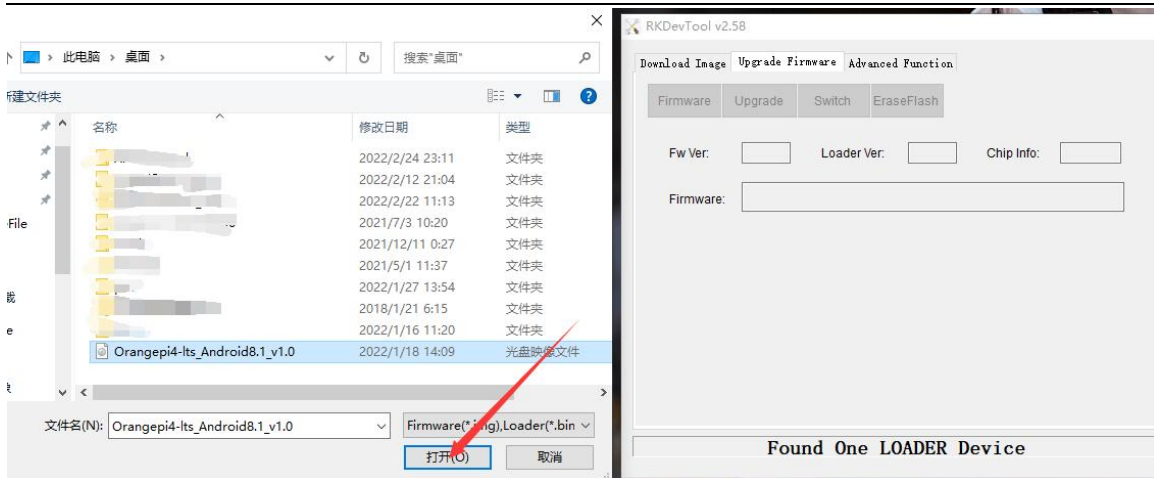 此电脑 › 桌面 ›
搜索"桌面"
新建文件夹
名称 修改日期 类型
2022/2/24 23:11 文件夹
2022/2/12 21:04 文件夹
2022/2/22 11:13 文件夹
2021/7/3 10:20 文件夹
2021/12/11 0:27 文件夹
2021/5/1 11:37 文件夹
2022/1/27 13:54 文件夹
2018/1/21 6:15 文件夹
2022/1/16 11:20 文件夹
Orangepi4-lts_Android8.1_v1.0 2022/1/18 14:09 光盘映像文件
File
载
e
文件名(N): Orangepi4-lts_Android8.1_v1.0 Firmware(*.img),Loader(*.bin
打开(O) 取消
RKDevTool v2.58
Download Image Upgrade Firmware Advanced Function
Firmware Upgrade Switch EraseFlash
Fw Ver: Loader Ver: Chip Info:
Firmware:
Found One LOADER Device